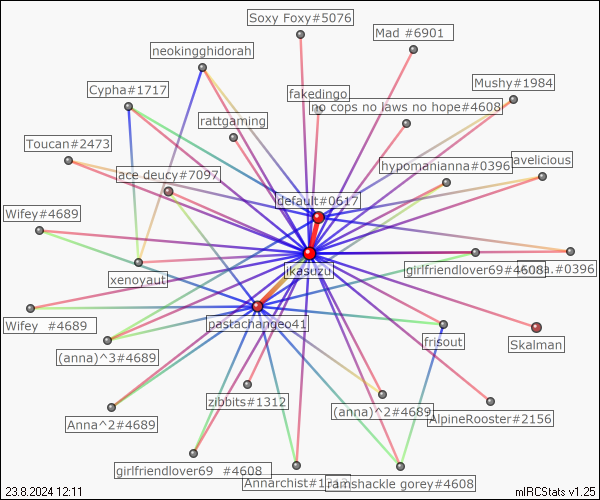 Soxy Foxy#5076
Mad #6901
neokingghidorah
Mushy#1984
Cypha#1717
fakedingo
no cops no laws no hope#4608
rattgaming
Toucan#2473
avelicious
hypomanianna#0396
ace deucy#7097
default#0617
Wifey#4689
ikasuzu
girlfriendlover69#4608
#0396
xenoyaut
Wifey #4689
pastachangeo41
frisout
Skalman
(anna)^3#4689
zibbits#1312
(anna)^2#4689
AlpineRooster#2156
Anna^2#4689
girlfriendlover69 #4608
Annarchist#1312
ramshackle gorey#4608
23.8.2024 12:11
mIRCStats v1.25